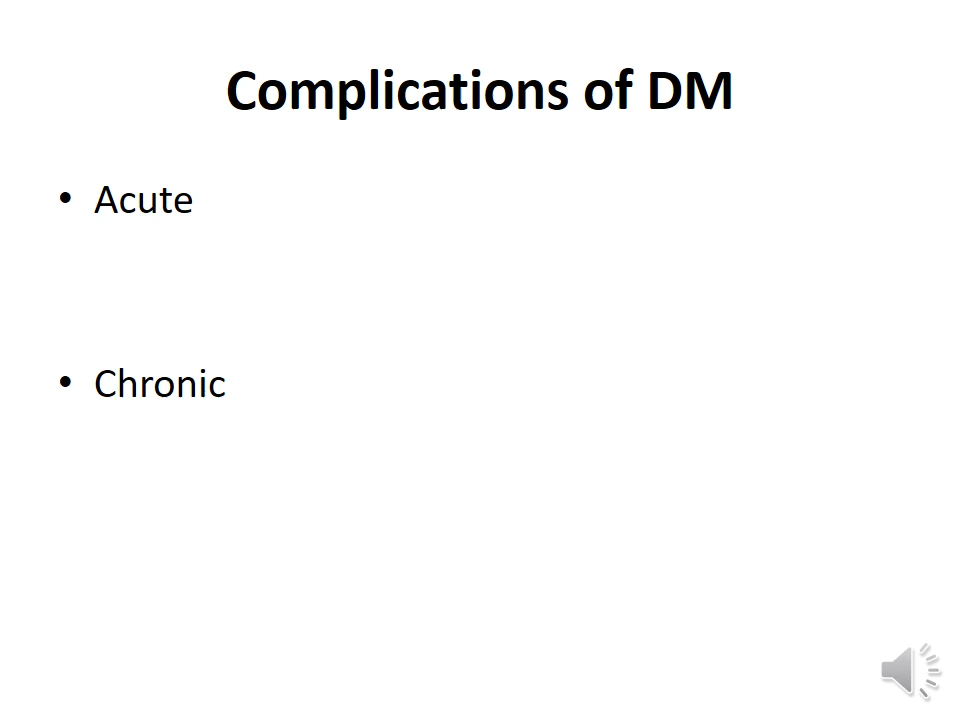 Complications of DM
• Acute
• Chronic